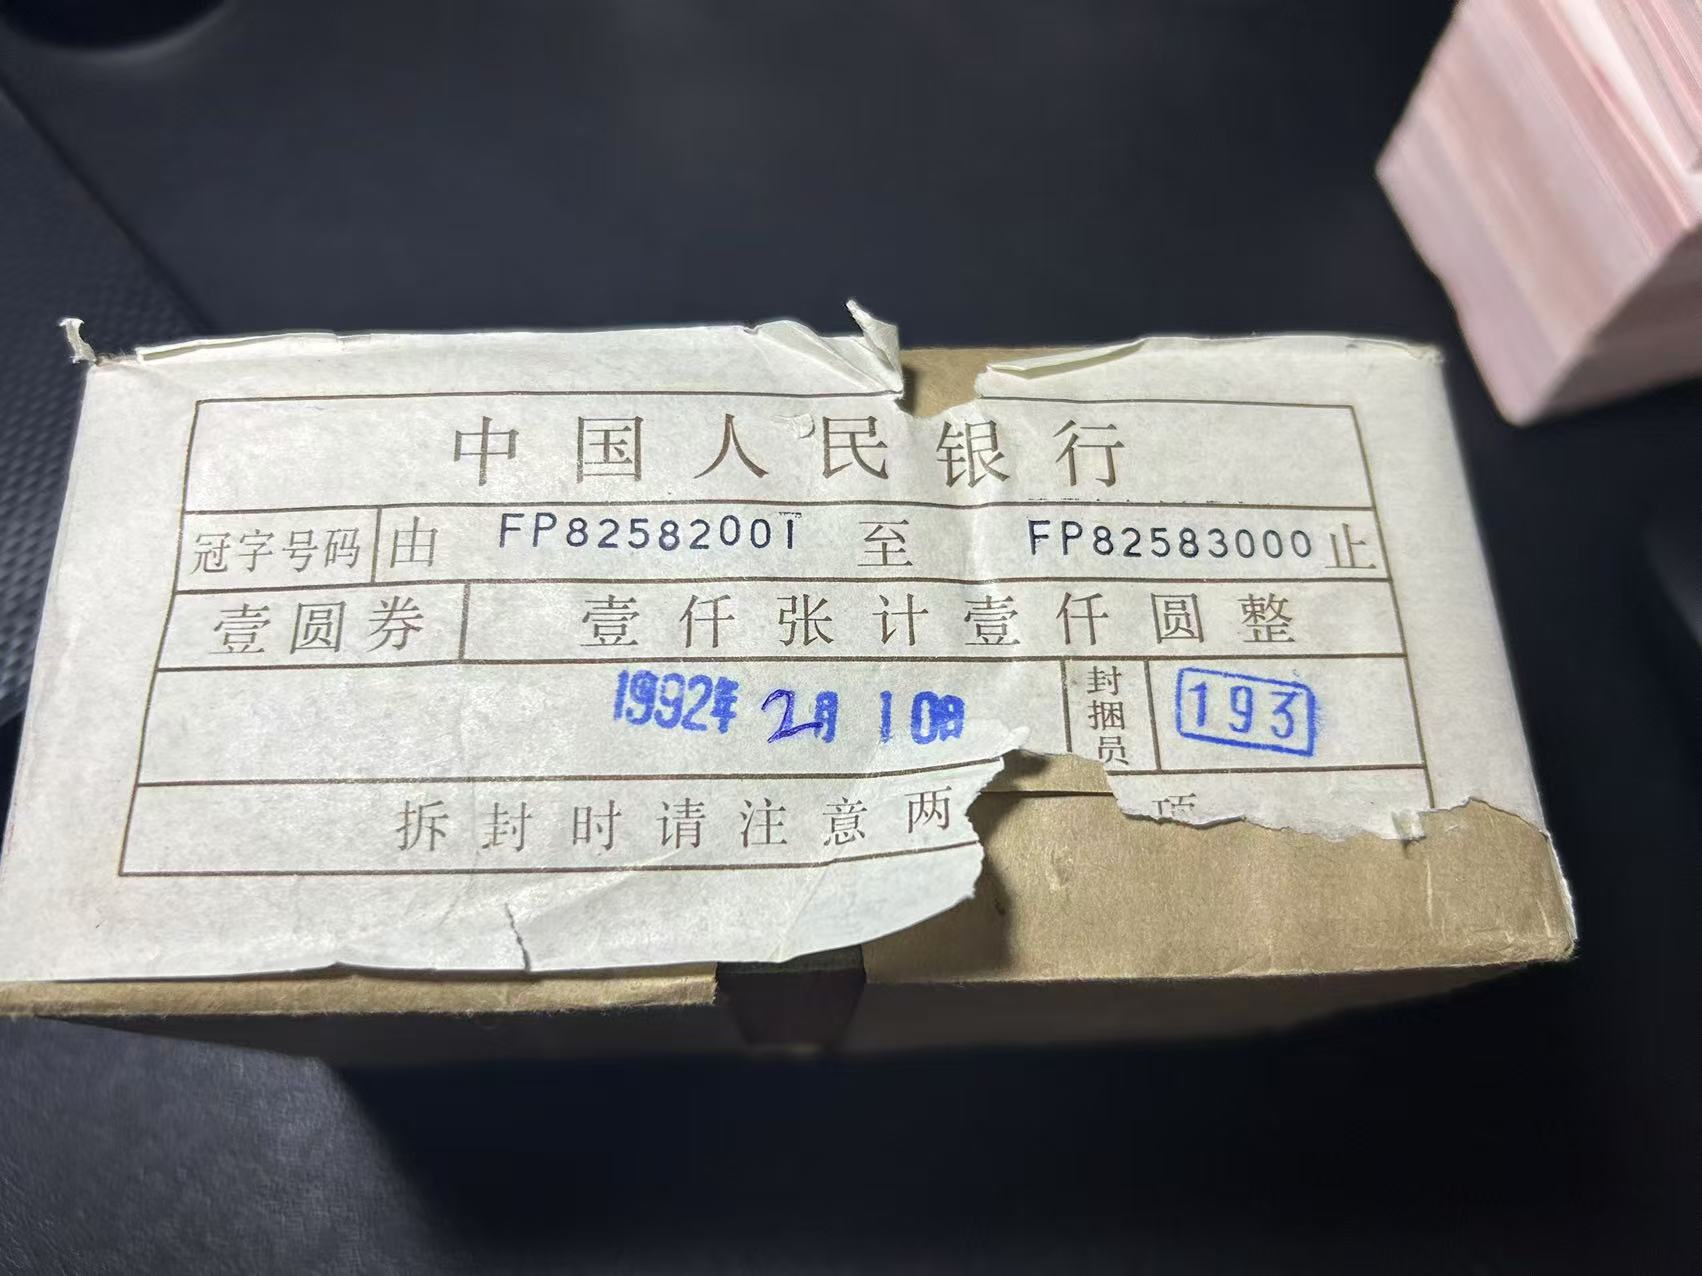 中国人民银行
冠字号码 由 FP82582001 至 FP82583000 止
壹圆券 壹仟张计壹仟圆整
1992年 2月 10日 封捆员 193
拆封时请注意两 项